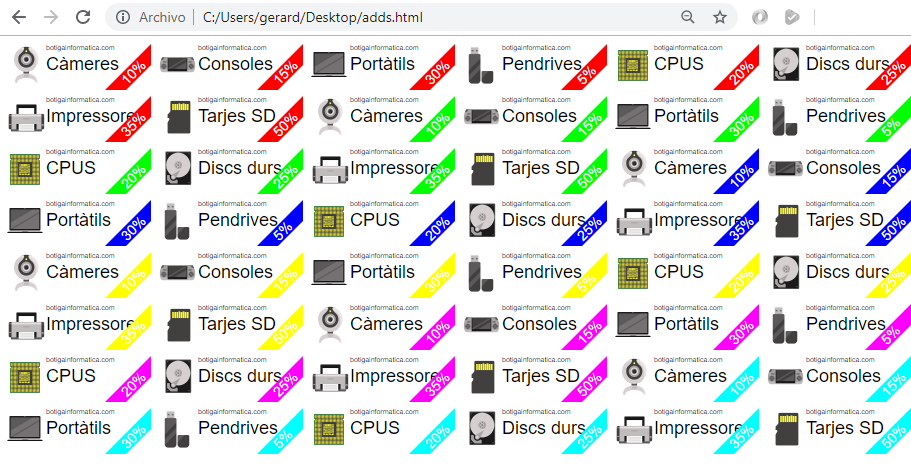 Archivo C:/Users/gerard/Desktop/adds.html
botigainformatica.com botigainformatica.com botigainformatica.com botigainformatica.com botigainformatica.com botigainformatica.com
Càmeres 10% Consoles 15% Portàtils 30% Pendrives 5% CPUS 20% Discs durs 25%
botigainformatica.com botigainformatica.com botigainformatica.com botigainformatica.com botigainformatica.com botigainformatica.com
Impressore 35% Tarjes SD 50% Càmeres 10% Consoles 15% Portàtils 30% Pendrives 5%
botigainformatica.com botigainformatica.com botigainformatica.com botigainformatica.com botigainformatica.com botigainformatica.com
CPUS 20% Discs durs 25% Impressore 35% Tarjes SD 50% Càmeres 10% Consoles 15%
botigainformatica.com botigainformatica.com botigainformatica.com botigainformatica.com botigainformatica.com botigainformatica.com
Portàtils 30% Pendrives 5% CPUS 20% Discs durs 25% Impressore 35% Tarjes SD 50%
botigainformatica.com botigainformatica.com botigainformatica.com botigainformatica.com botigainformatica.com botigainformatica.com
Càmeres 10% Consoles 15% Portàtils 30% Pendrives 5% CPUS 20% Discs durs 25%
botigainformatica.com botigainformatica.com botigainformatica.com botigainformatica.com botigainformatica.com botigainformatica.com
Impressore 35% Tarjes SD 50% Càmeres 10% Consoles 15% Portàtils 30% Pendrives 5%
botigainformatica.com botigainformatica.com botigainformatica.com botigainformatica.com botigainformatica.com botigainformatica.com
CPUS 20% Discs durs 25% Impressore 35% Tarjes SD 50% Càmeres 10% Consoles 15%
botigainformatica.com botigainformatica.com botigainformatica.com botigainformatica.com botigainformatica.com botigainformatica.com
Portàtils 30% Pendrives 5% CPUS 20% Discs durs 25% Impressore 35% Tarjes SD 50%